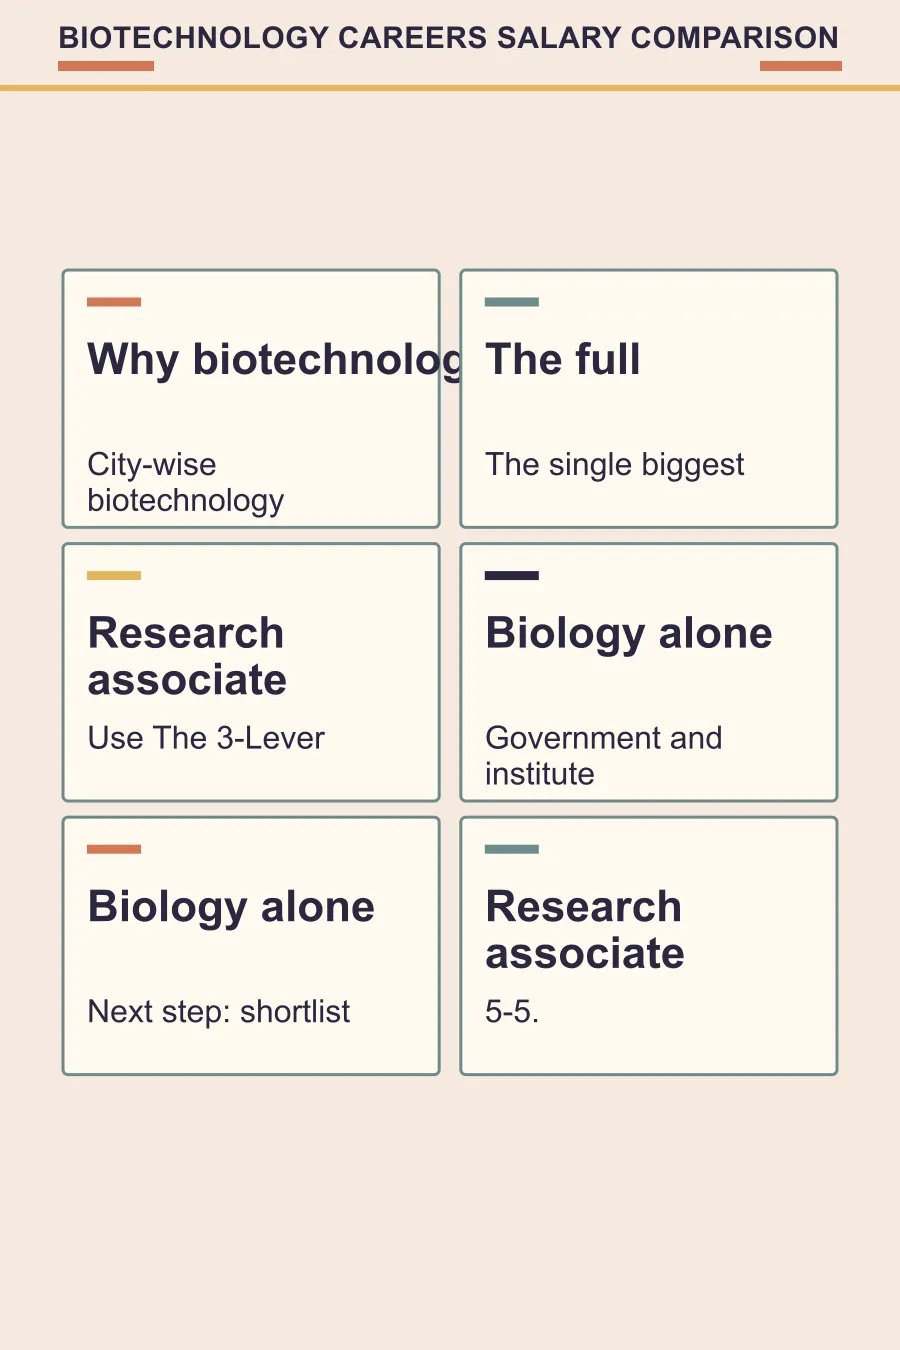 BIOTECHNOLOGY CAREERS SALARY COMPARISON
Why biotechnolog
City-wise
biotechnology
The full
The single biggest
Research
associate
Use The 3-Lever
Biology alone
Government and
institute
Biology alone
Next step: shortlist
Research
associate
5-5.